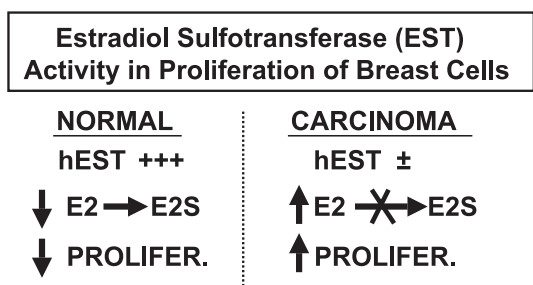 Estradiol Sulfotransferase (EST)
Activity in Proliferation of Breast Cells
NORMAL
hEST +++
↓ E2 → E2S
↓ PROLIFER.
CARCINOMA
hEST ±
↑ E2 → E2S
↑ PROLIFER.